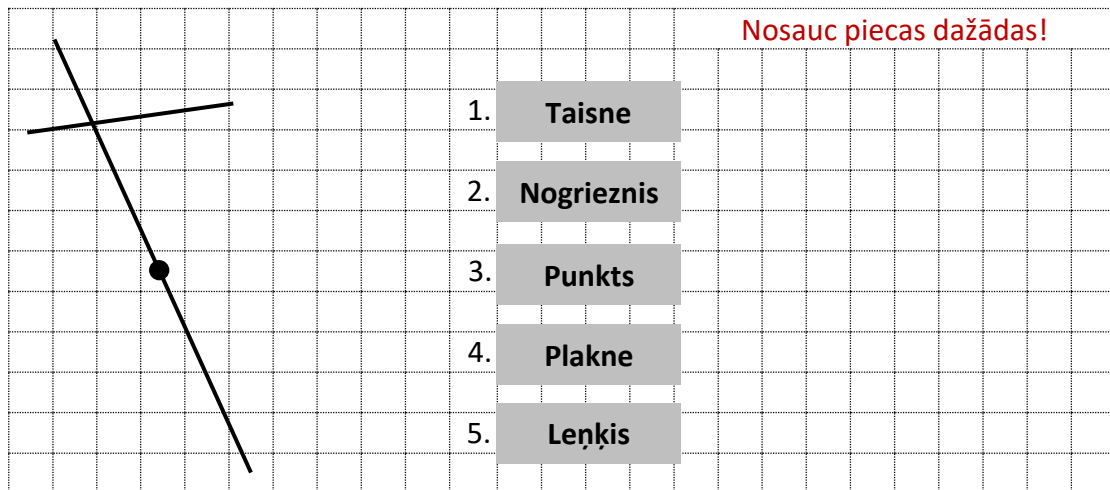 Nosauc piecas dažādas!
1. Taisne
2. Nogrieznis
3. Punkts
4. Plakne
5. Leņķis